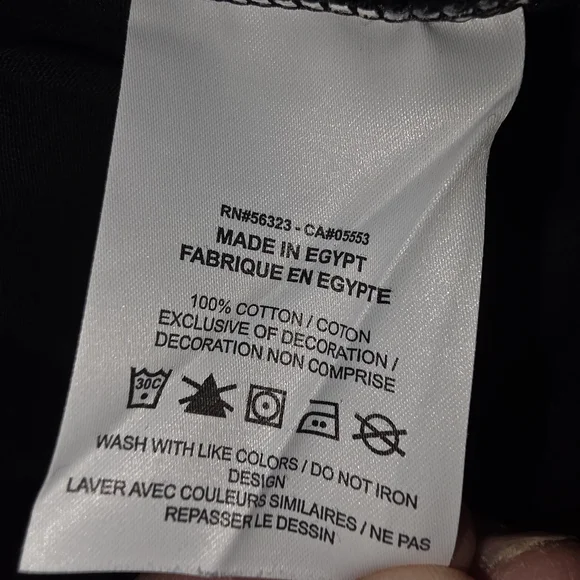 RN#56323 - CA#05553
MADE IN EGYPT
FABRIQUE EN EGYPTE
100% COTTON / COTON
EXCLUSIVE OF DECORATION /
DECORATION NON COMPRISE
30C
WASH WITH LIKE COLORS / DO NOT IRON
DESIGN
LAVER AVEC COULEURS SIMILAIRES / NE PAS
REPASSER LE DESSIN